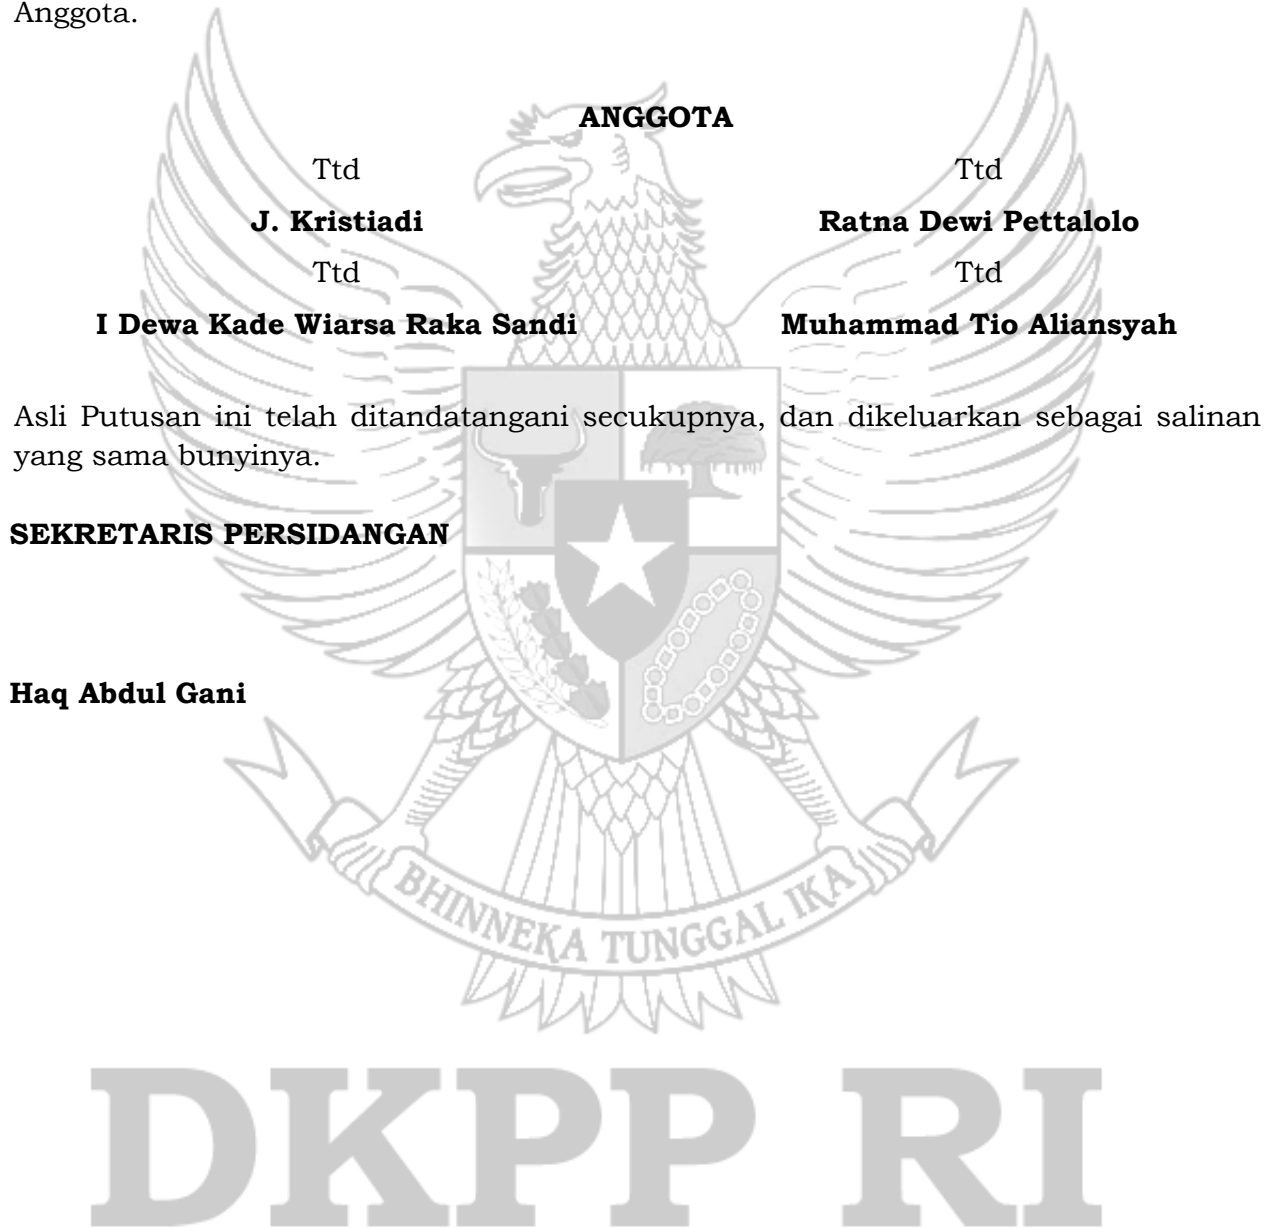 Anggota.
ANGGOTA
Ttd Ttd
J. Kristiadi Ratna Dewi Pettalolo
Ttd Ttd
I Dewa Kade Wiarsa Raka Sandi Muhammad Tio Aliansyah
Asli Putusan ini telah ditandatangani secukupnya, dan dikeluarkan sebagai salinan
yang sama bunyinya.
SEKRETARIS PERSIDANGAN
Haq Abdul Gani
BHINNEKA TUNGGAL IKA
DKPP RI